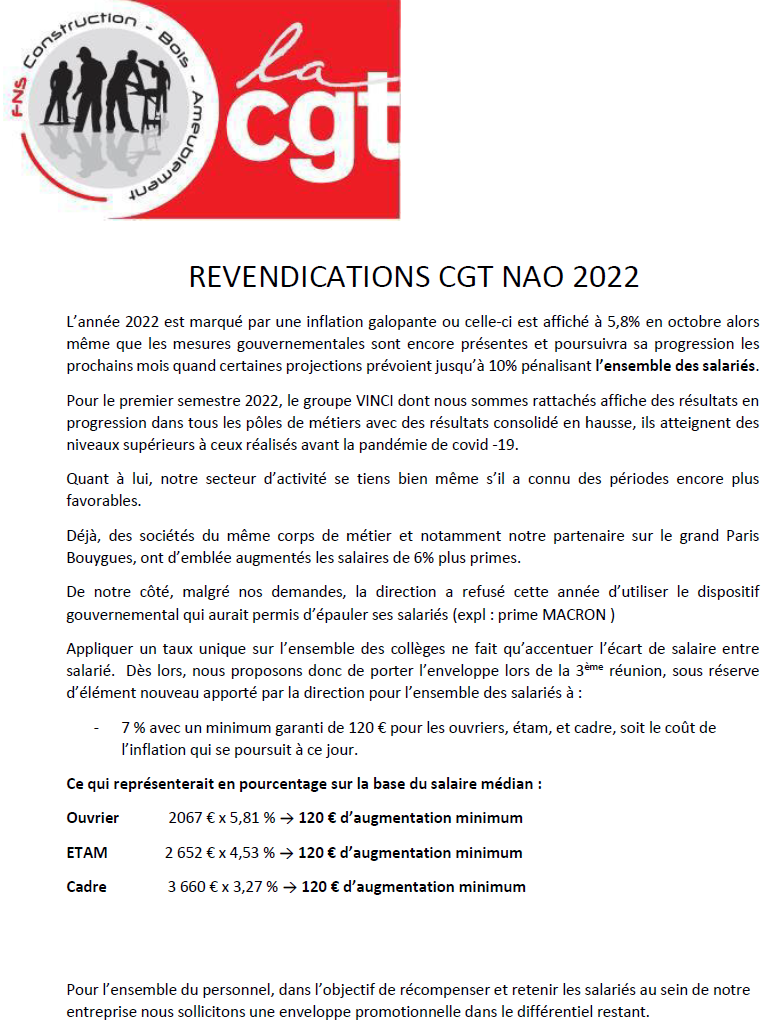 FNS Construction - Bois - Ameublement
la
cgt
REVENDICATIONS CGT NAO 2022
L’année 2022 est marqué par une inflation galopante ou celle-ci est affiché à 5,8% en octobre alors
même que les mesures gouvernementales sont encore présentes et poursuivra sa progression les
prochains mois quand certaines projections prévoient jusqu’à 10% pénalisant l’ensemble des salariés.
Pour le premier semestre 2022, le groupe VINCI dont nous sommes rattachés affiche des résultats en
progression dans tous les pôles de métiers avec des résultats consolidé en hausse, ils atteignent des
niveaux supérieurs à ceux réalisés avant la pandémie de covid -19.
Quant à lui, notre secteur d’activité se tiens bien même s’il a connu des périodes encore plus
favorables.
Déjà, des sociétés du même corps de métier et notamment notre partenaire sur le grand Paris
Bouygues, ont d’emblée augmentés les salaires de 6% plus primes.
De notre côté, malgré nos demandes, la direction a refusé cette année d’utiliser le dispositif
gouvernemental qui aurait permis d’épauler ses salariés (expl : prime MACRON )
Appliquer un taux unique sur l’ensemble des collèges ne fait qu’accentuer l’écart de salaire entre
salarié. Dès lors, nous proposons donc de porter l’enveloppe lors de la 3ème réunion, sous réserve
d’élément nouveau apporté par la direction pour l’ensemble des salariés à :
- 7 % avec un minimum garanti de 120 € pour les ouvriers, étam, et cadre, soit le coût de
l’inflation qui se poursuit à ce jour.
Ce qui représenterait en pourcentage sur la base du salaire médian :
Ouvrier 2067 € x 5,81 % → 120 € d’augmentation minimum
ETAM 2 652 € x 4,53 % → 120 € d’augmentation minimum
Cadre 3 660 € x 3,27 % → 120 € d’augmentation minimum
Pour l’ensemble du personnel, dans l’objectif de récompenser et retenir les salariés au sein de notre
entreprise nous sollicitons une enveloppe promotionnelle dans le différentiel restant.